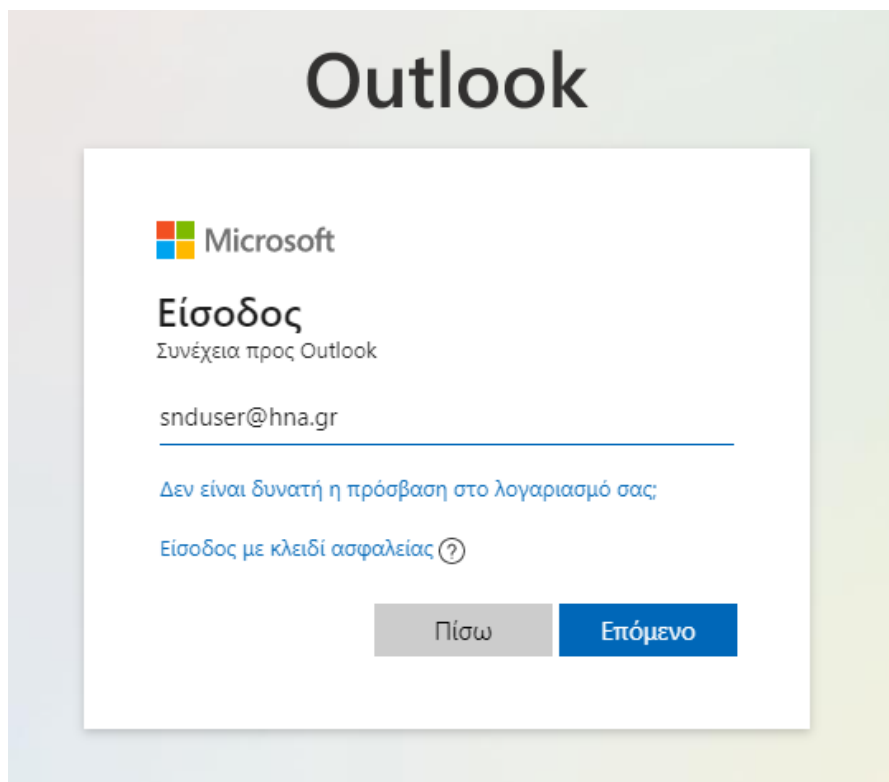 Outlook
Microsoft
Είσοδος
Συνέχεια προς Outlook
snduser@hna.gr
Δεν είναι δυνατή η πρόσβαση στο λογαριασμό σας;
Είσοδος με κλειδί ασφαλείας ?
Πίσω Επόμενο